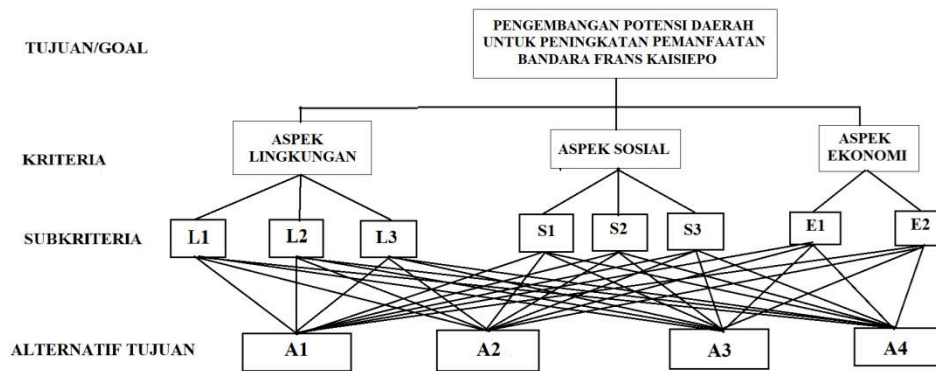 TUJUAN/GOAL
PENGEMBANGAN POTENSI DAERAH
UNTUK PENINGKATAN PEMANFAATAN
BANDARA FRANS KAISIEPO
KRITERIA
ASPEK
LINGKUNGAN
ASPEK SOSIAL
ASPEK
EKONOMI
SUBKRITERIA
L1
L2
L3
S1
S2
S3
E1
E2
ALTERNATIF TUJUAN
A1
A2
A3
A4